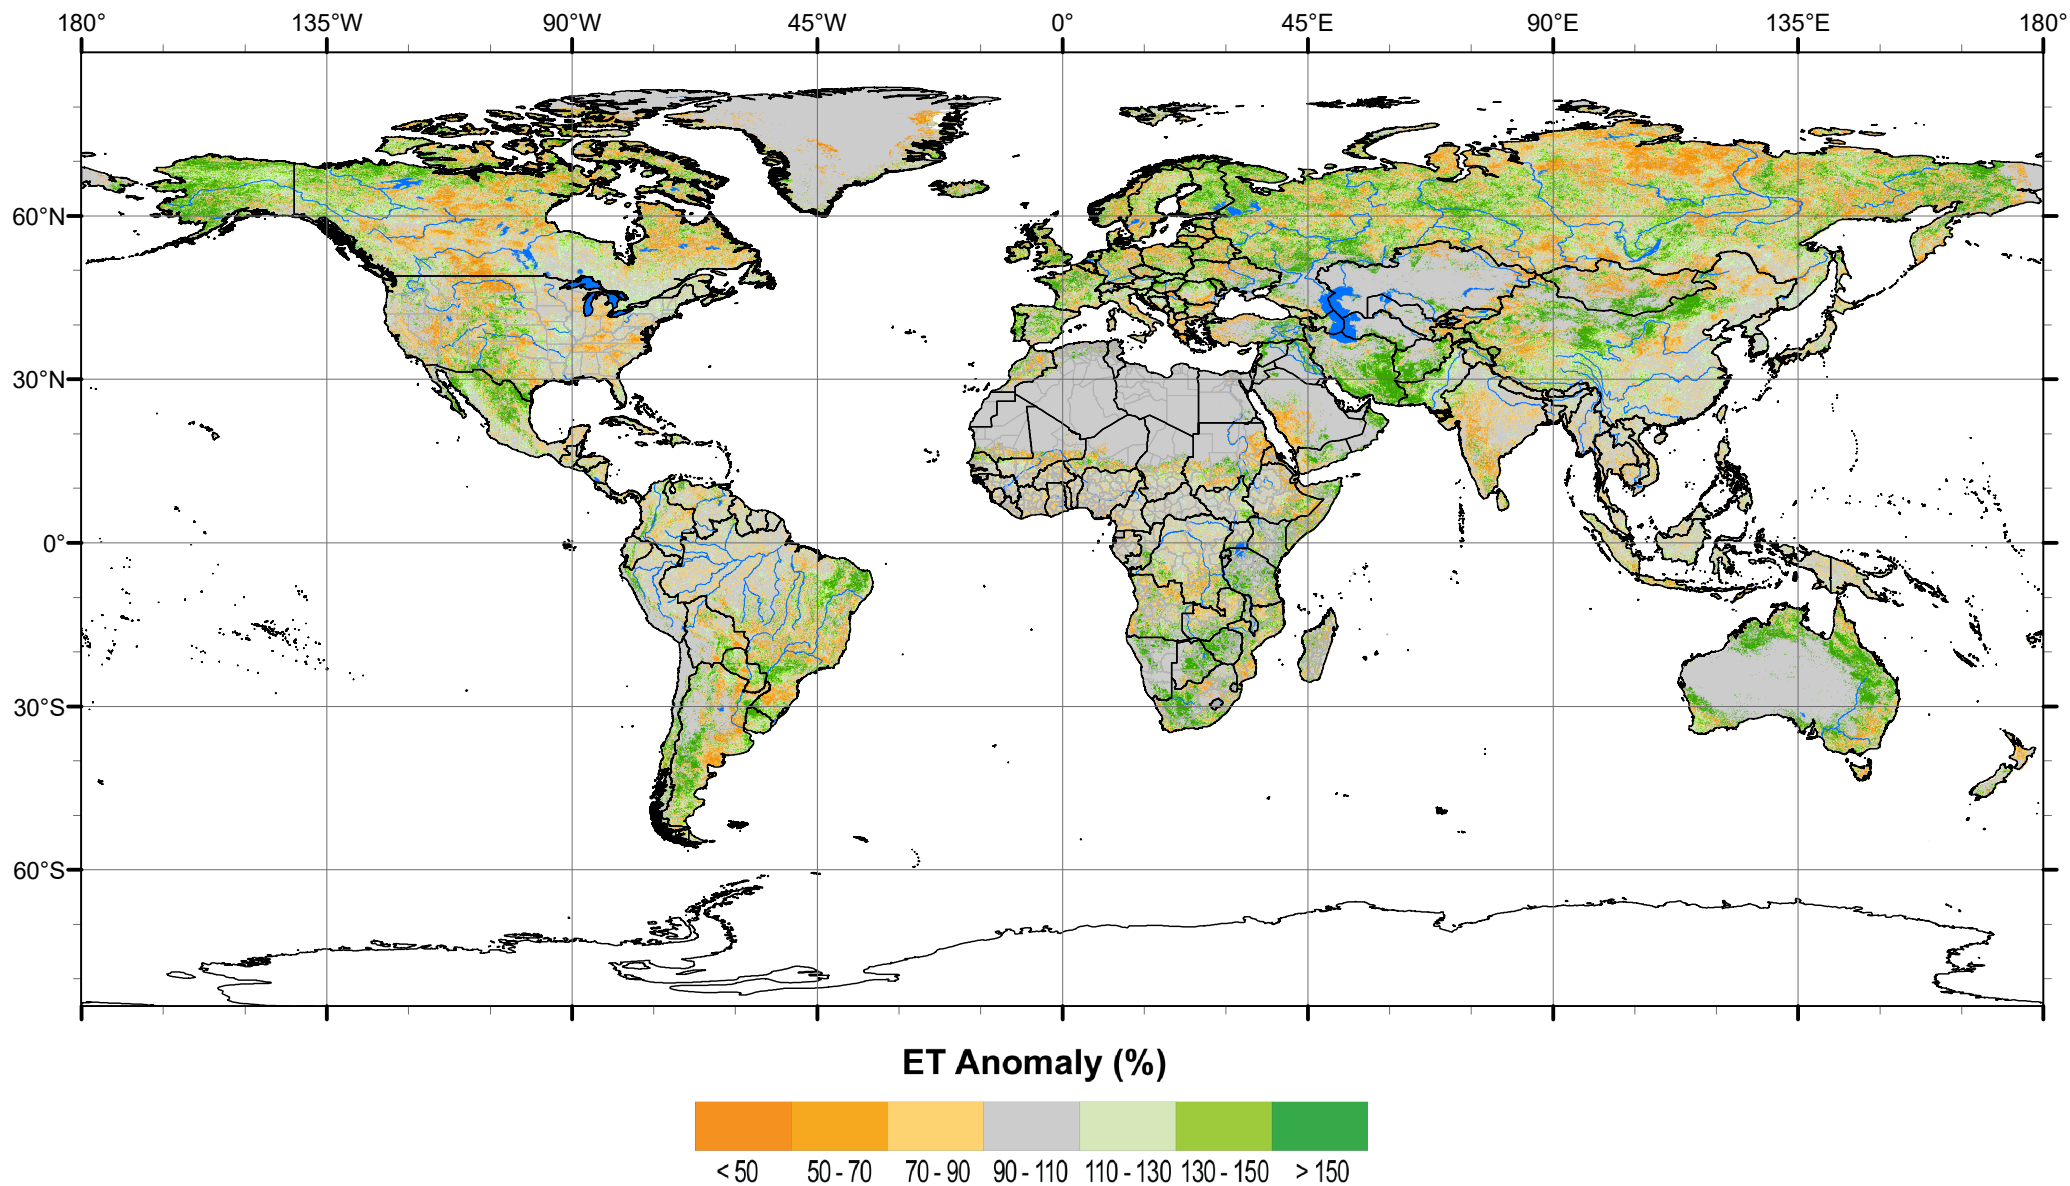 180° 135°W 90°W 45°W 0° 45°E 90°E 135°E 180°
60°N
30°N
0°
30°S
60°S
ET Anomaly (%)
< 50 50 - 70 70 - 90 90 - 110 110 - 130 130 - 150 > 150